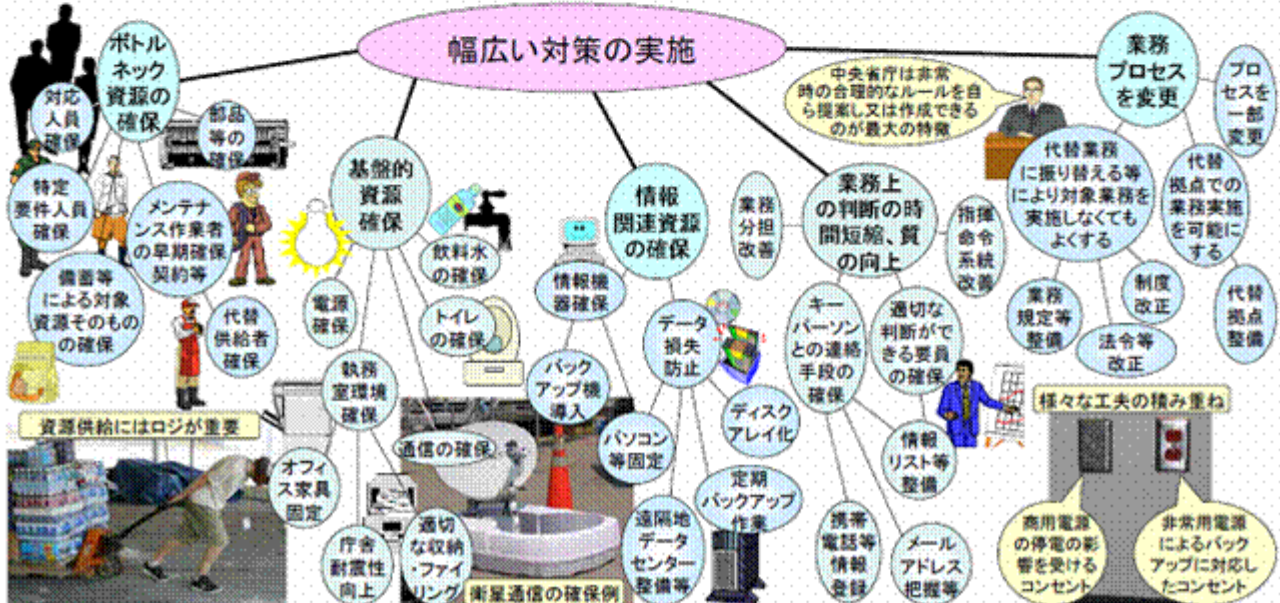 幅広い対策の実施
ボトル
ネック
資源の
確保
対応
人員
確保
部品
等の
確保
特定
要件人員
確保
メンテナ
ンス作業者
の早期確保
契約等
備蓄等
による対象
資源そのもの
の確保
代替
供給者
確保
資源供給にはロジが重要
基盤的
資源
確保
飲料水
の確保
電源
確保
トイレ
の確保
執務
室環境
確保
通信の確保
オフィ
ス家具
固定
庁舎
耐震性
向上
適切
な収納
・ファイ
リング
衛星通信の確保例
情報
関連資源
の確保
情報機
器確保
データ
損失
防止
バック
アップ機
導入
パソコン
等固定
ディスク
アレイ化
遠隔地
データ
センター
整備等
定期
バックアップ
作業
業務上
の判断の時
間短縮、質
の向上
業務
分担
改善
指揮
命令
系統
改善
キー
パーソン
との連絡
手段の
確保
適切な
判断がで
きる要員
の確保
情報
リスト等
整備
携帯
電話等
情報
登録
メール
アドレス
把握等
業務
プロセス
を変更
中央省庁は非常
時の合理的なルールを自
ら提案し又は作成できる
のが最大の特徴
プロ
セスを
一部
変更
代替業務
に振り替える等
により対象業務を
実施しなくても
よくする
代替
拠点での
業務実施
を可能に
する
業務
規定等
整備
制度
改正
法令等
改正
代替
拠点
整備
様々な工夫の積み重ね
商用電源
の停電の影
響を受ける
コンセント
非常用電源
によるバック
アップに対応し
たコンセント